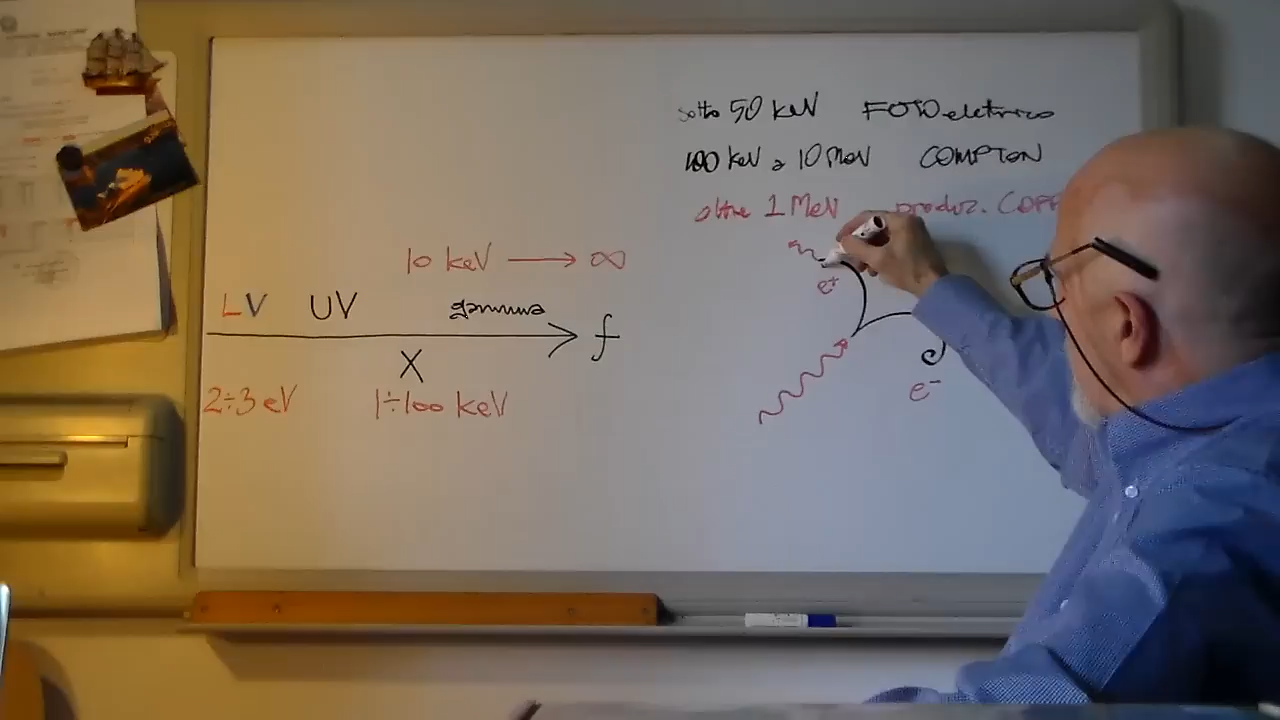 sotto 50 keV FOTOelettrico
100 keV a 10 MeV COMPTON
oltre 1 MeV produz. COPP
10 keV → ∞
LV UV gamma f
X
2÷3 eV 1÷100 keV
e+
e-